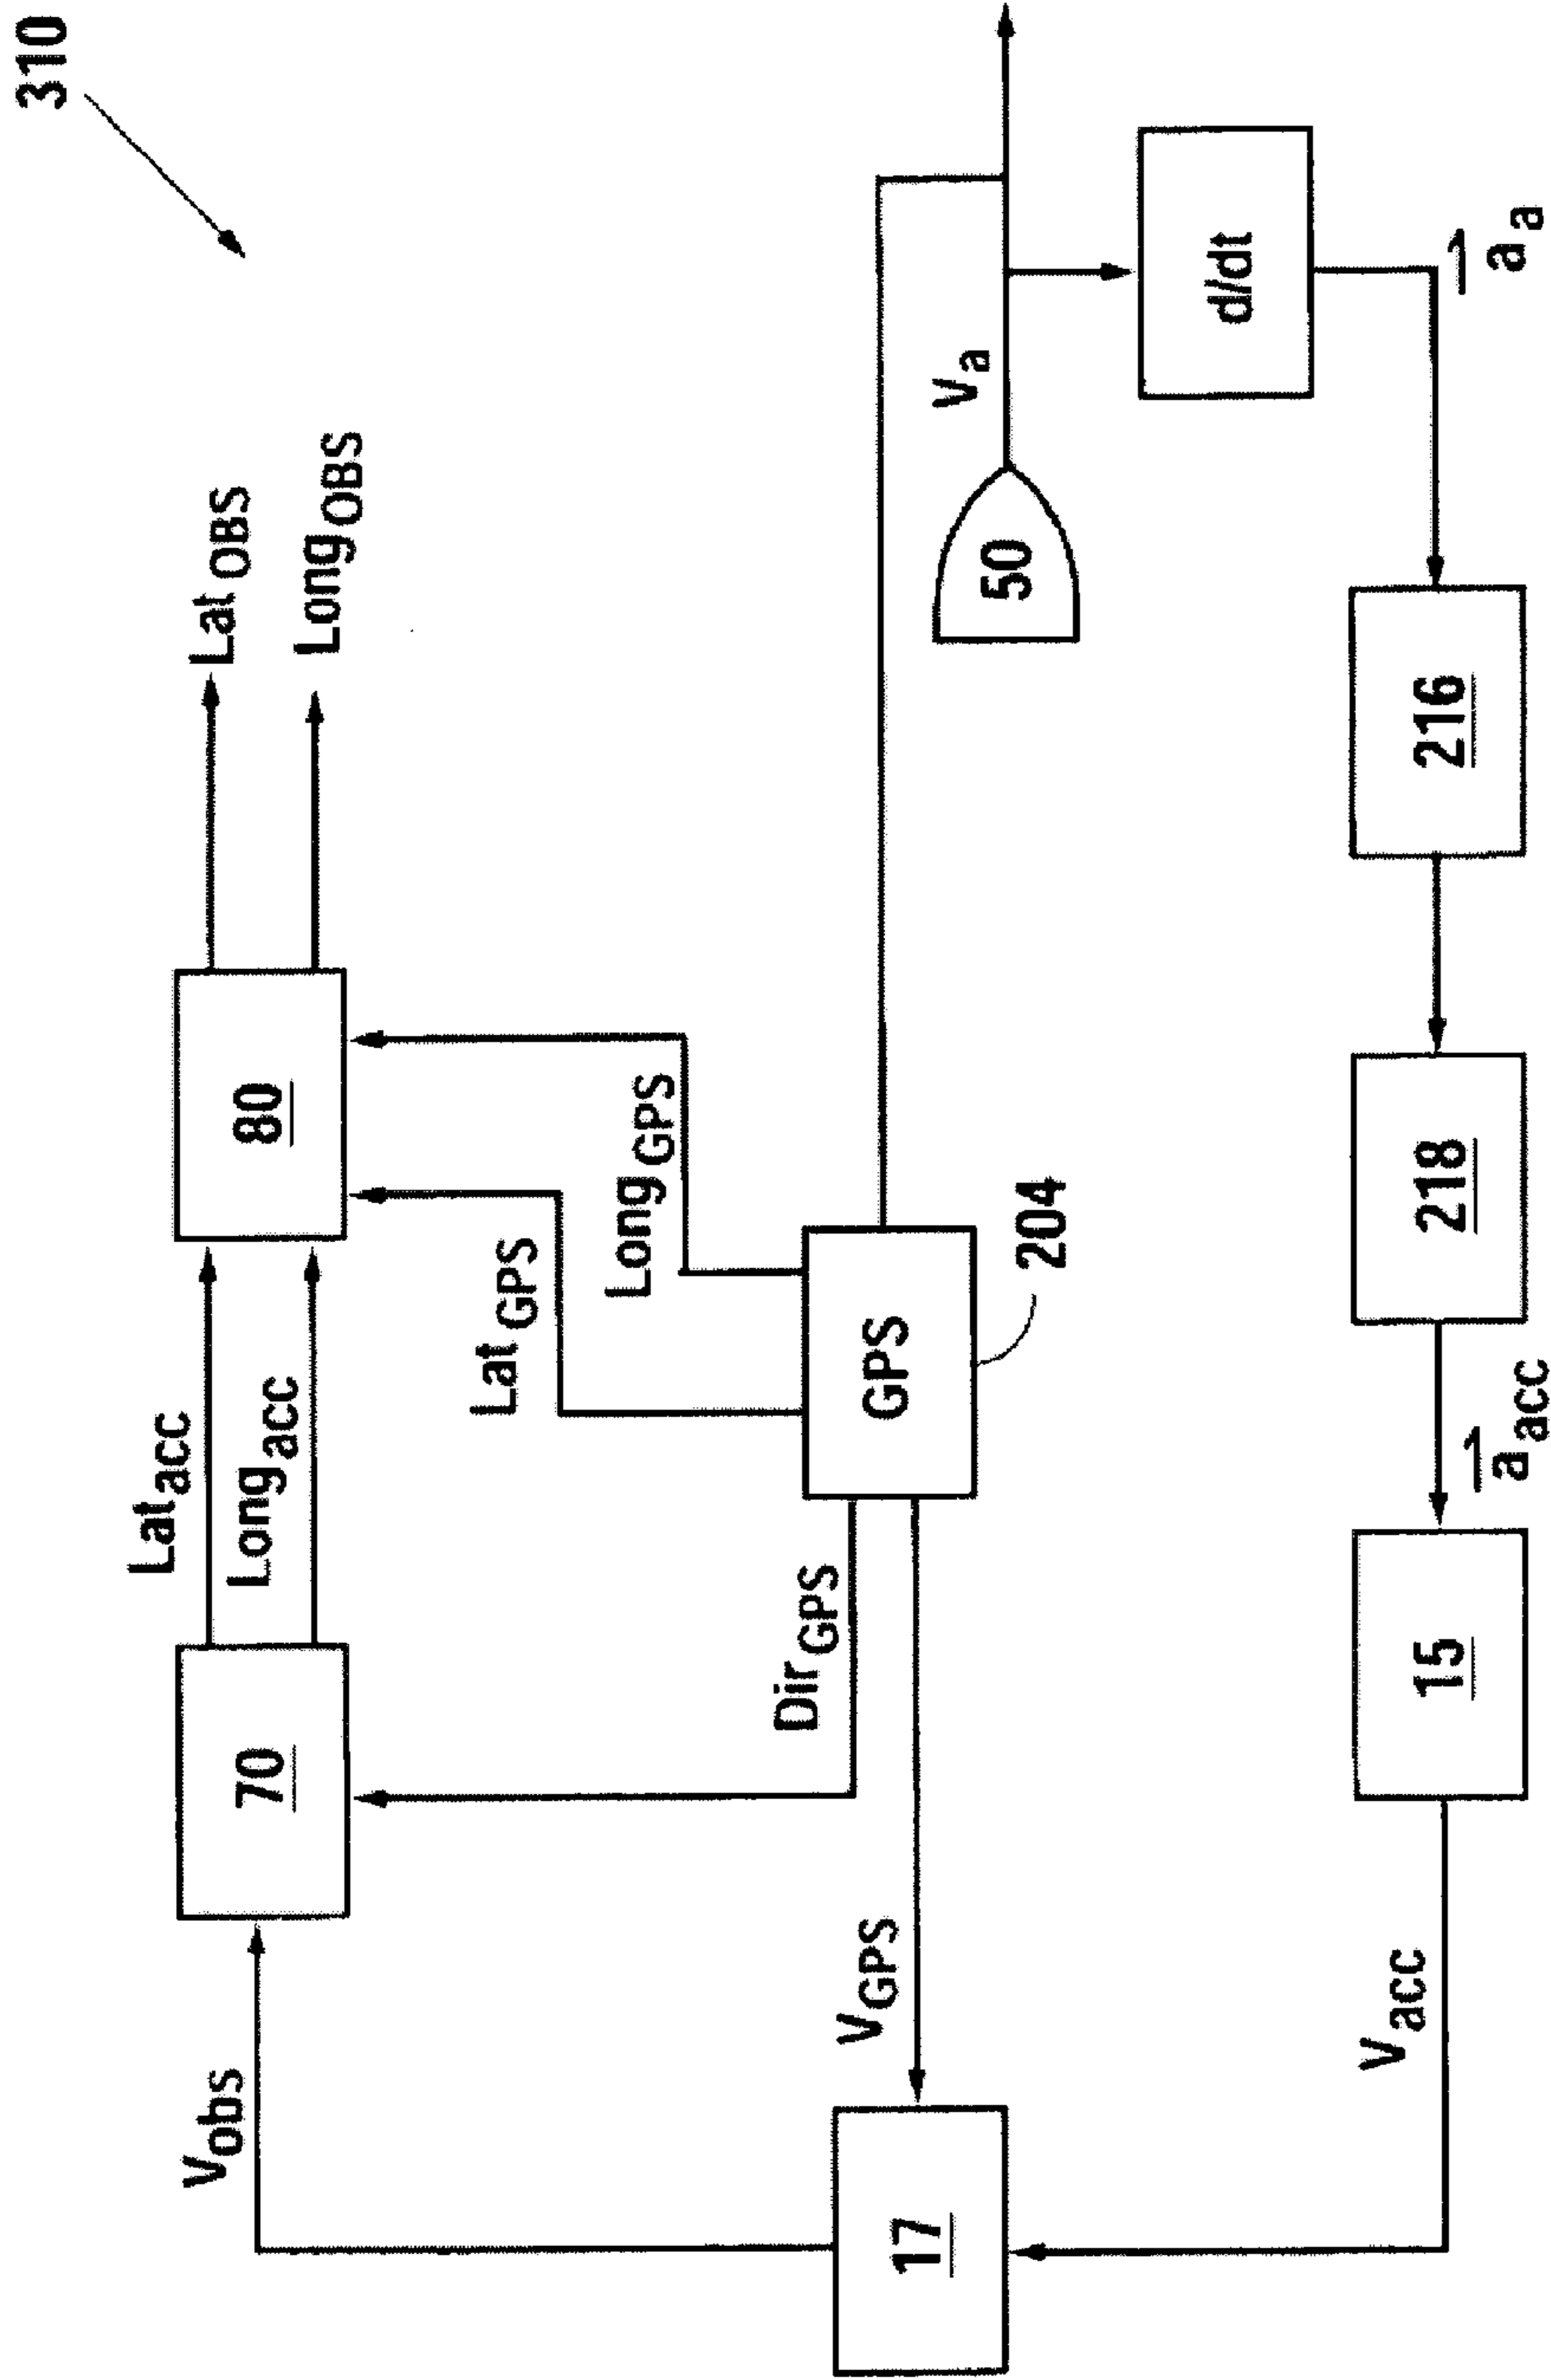 310
Lat OBS
Long OBS
Lat acc
Long acc
80
70
V obs
Lat GPS
Long GPS
Dir GPS
V GPS
GPS
204
17
V a
50
d/dt
a a
216
218
a acc
15
V acc